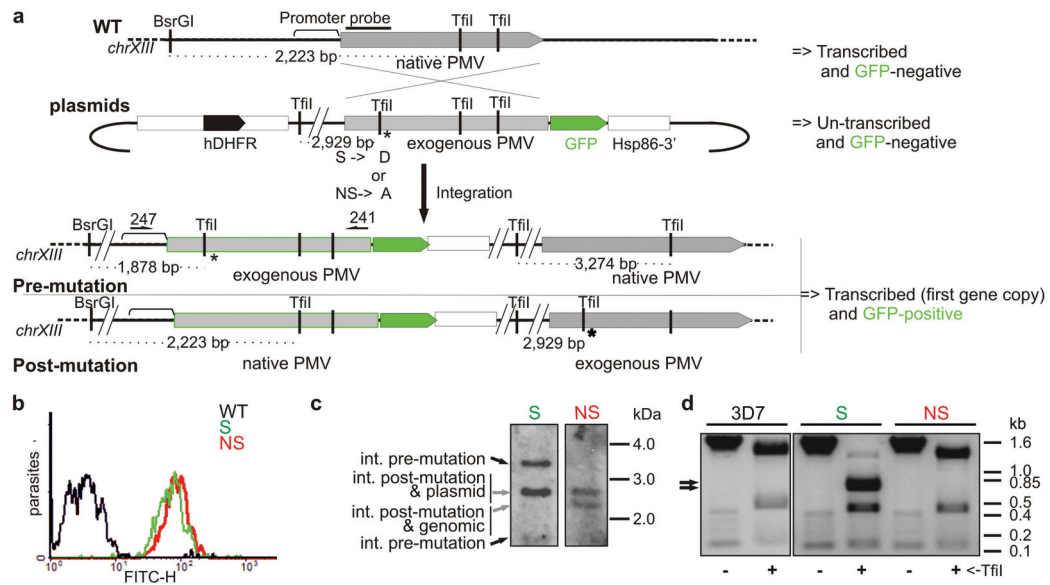 a
WT
chrXIII
BsrGI
Promoter probe
TfiI
TfiI
2,223 bp
native PMV
=> Transcribed
and GFP-negative
plasmids
hDHFR
TfiI
2,929 bp
TfiI
*
TfiI
TfiI
exogenous PMV
GFP
Hsp86-3'
S -> D
or
NS-> A
=> Un-transcribed
and GFP-negative
Integration
BsrGI
247
TfiI
241
TfiI
chrXIII
*
1,878 bp
exogenous PMV
3,274 bp
native PMV
Pre-mutation
=> Transcribed (first gene copy)
and GFP-positive
BsrGI
TfiI
TfiI
TfiI
chrXIII
*
2,223 bp
native PMV
2,929 bp
exogenous PMV
Post-mutation
b
WT
S
NS
parasites
0
10⁰
10¹
10²
10³
FITC-H
c
S
NS
kDa
int. pre-mutation
int. post-mutation
& plasmid
int. post-mutation
& genomic
int. pre-mutation
4.0
3.0
2.0
d
3D7
S
NS
kb
1.6
1.0
0.85
0.5
0.4
0.2
0.1
- + - + - + <-TfiI